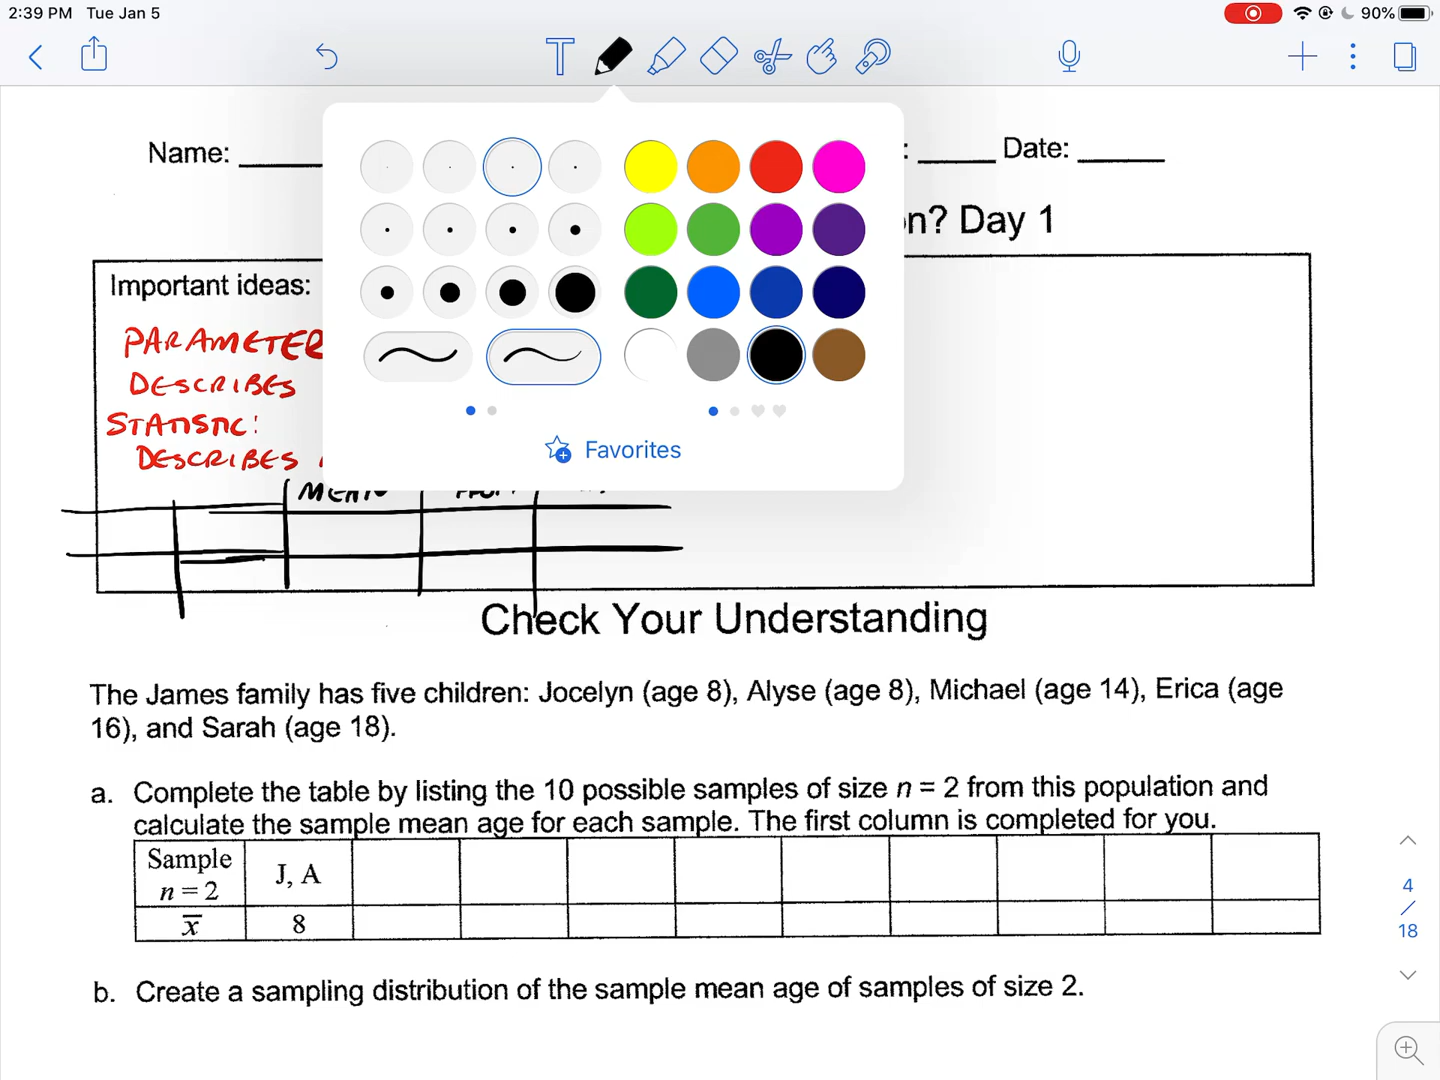 2:39 PM Tue Jan 5
90%
Name: ______ : _____ Date: _____
n? Day 1
Important ideas:
PARAMETER
DESCRIBES
STATISTIC:
DESCRIBES
MEAN
Check Your Understanding
The James family has five children: Jocelyn (age 8), Alyse (age 8), Michael (age 14), Erica (age
16), and Sarah (age 18).
a. Complete the table by listing the 10 possible samples of size n = 2 from this population and
calculate the sample mean age for each sample. The first column is completed for you.
Sample
n = 2
J, A
x̅
8
b. Create a sampling distribution of the sample mean age of samples of size 2.
Favorites
T
4
/
18